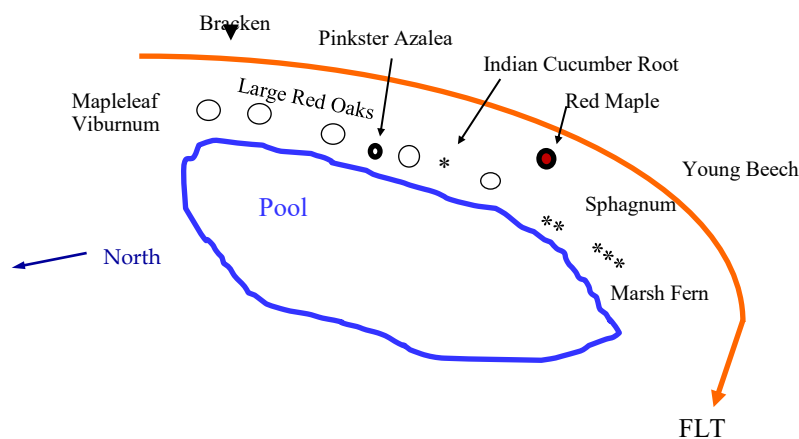 Bracken
Pinkster Azalea
Indian Cucumber Root
Large Red Oaks
Red Maple
Mapleleaf
Viburnum
Young Beech
Pool
Sphagnum
North
Marsh Fern
FLT